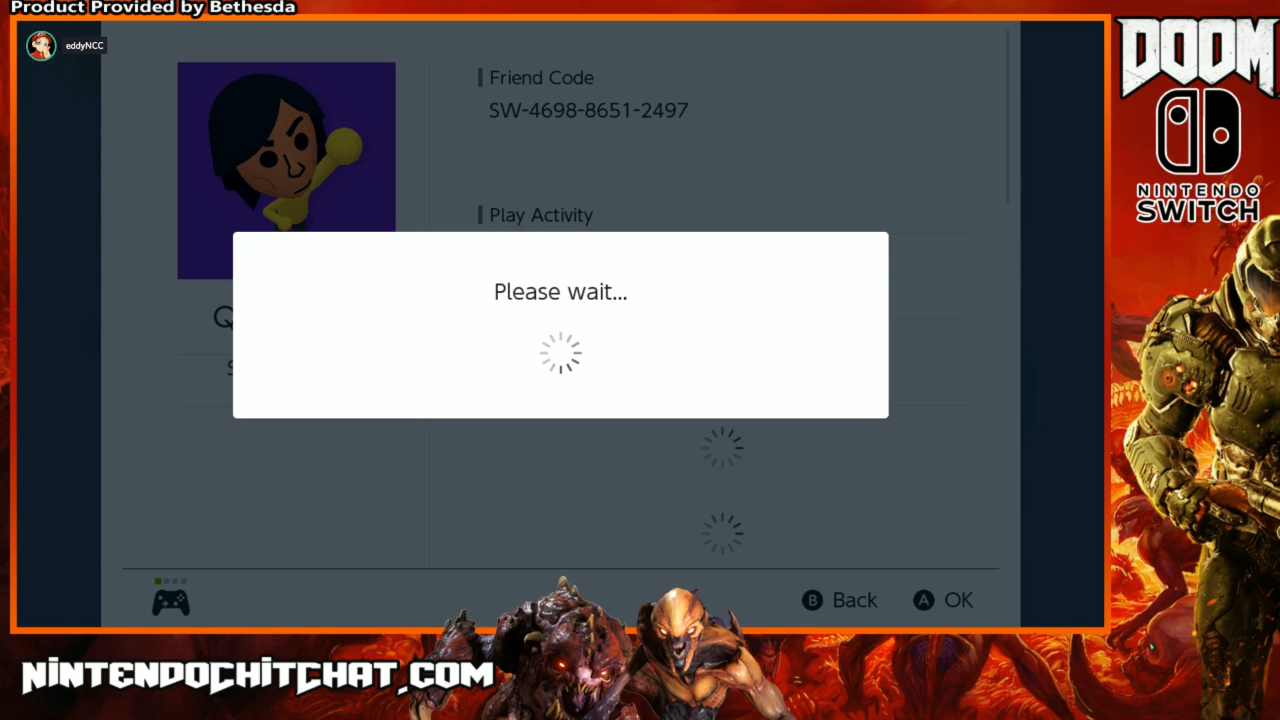 Product Provided by Bethesda
eddyNCC
Friend Code
SW-4698-8651-2497
Play Activity
Please wait...
B Back
A OK
DOOM
NINTENDO
SWITCH
NINTENDOCHITCHAT.COM